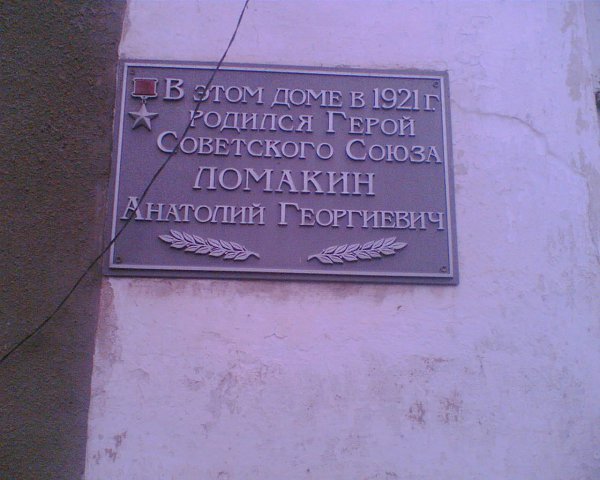 В этом доме в 1921 г
родился Герой
Советского Союза
ЛОМАКИН
Анатолий Георгиевич